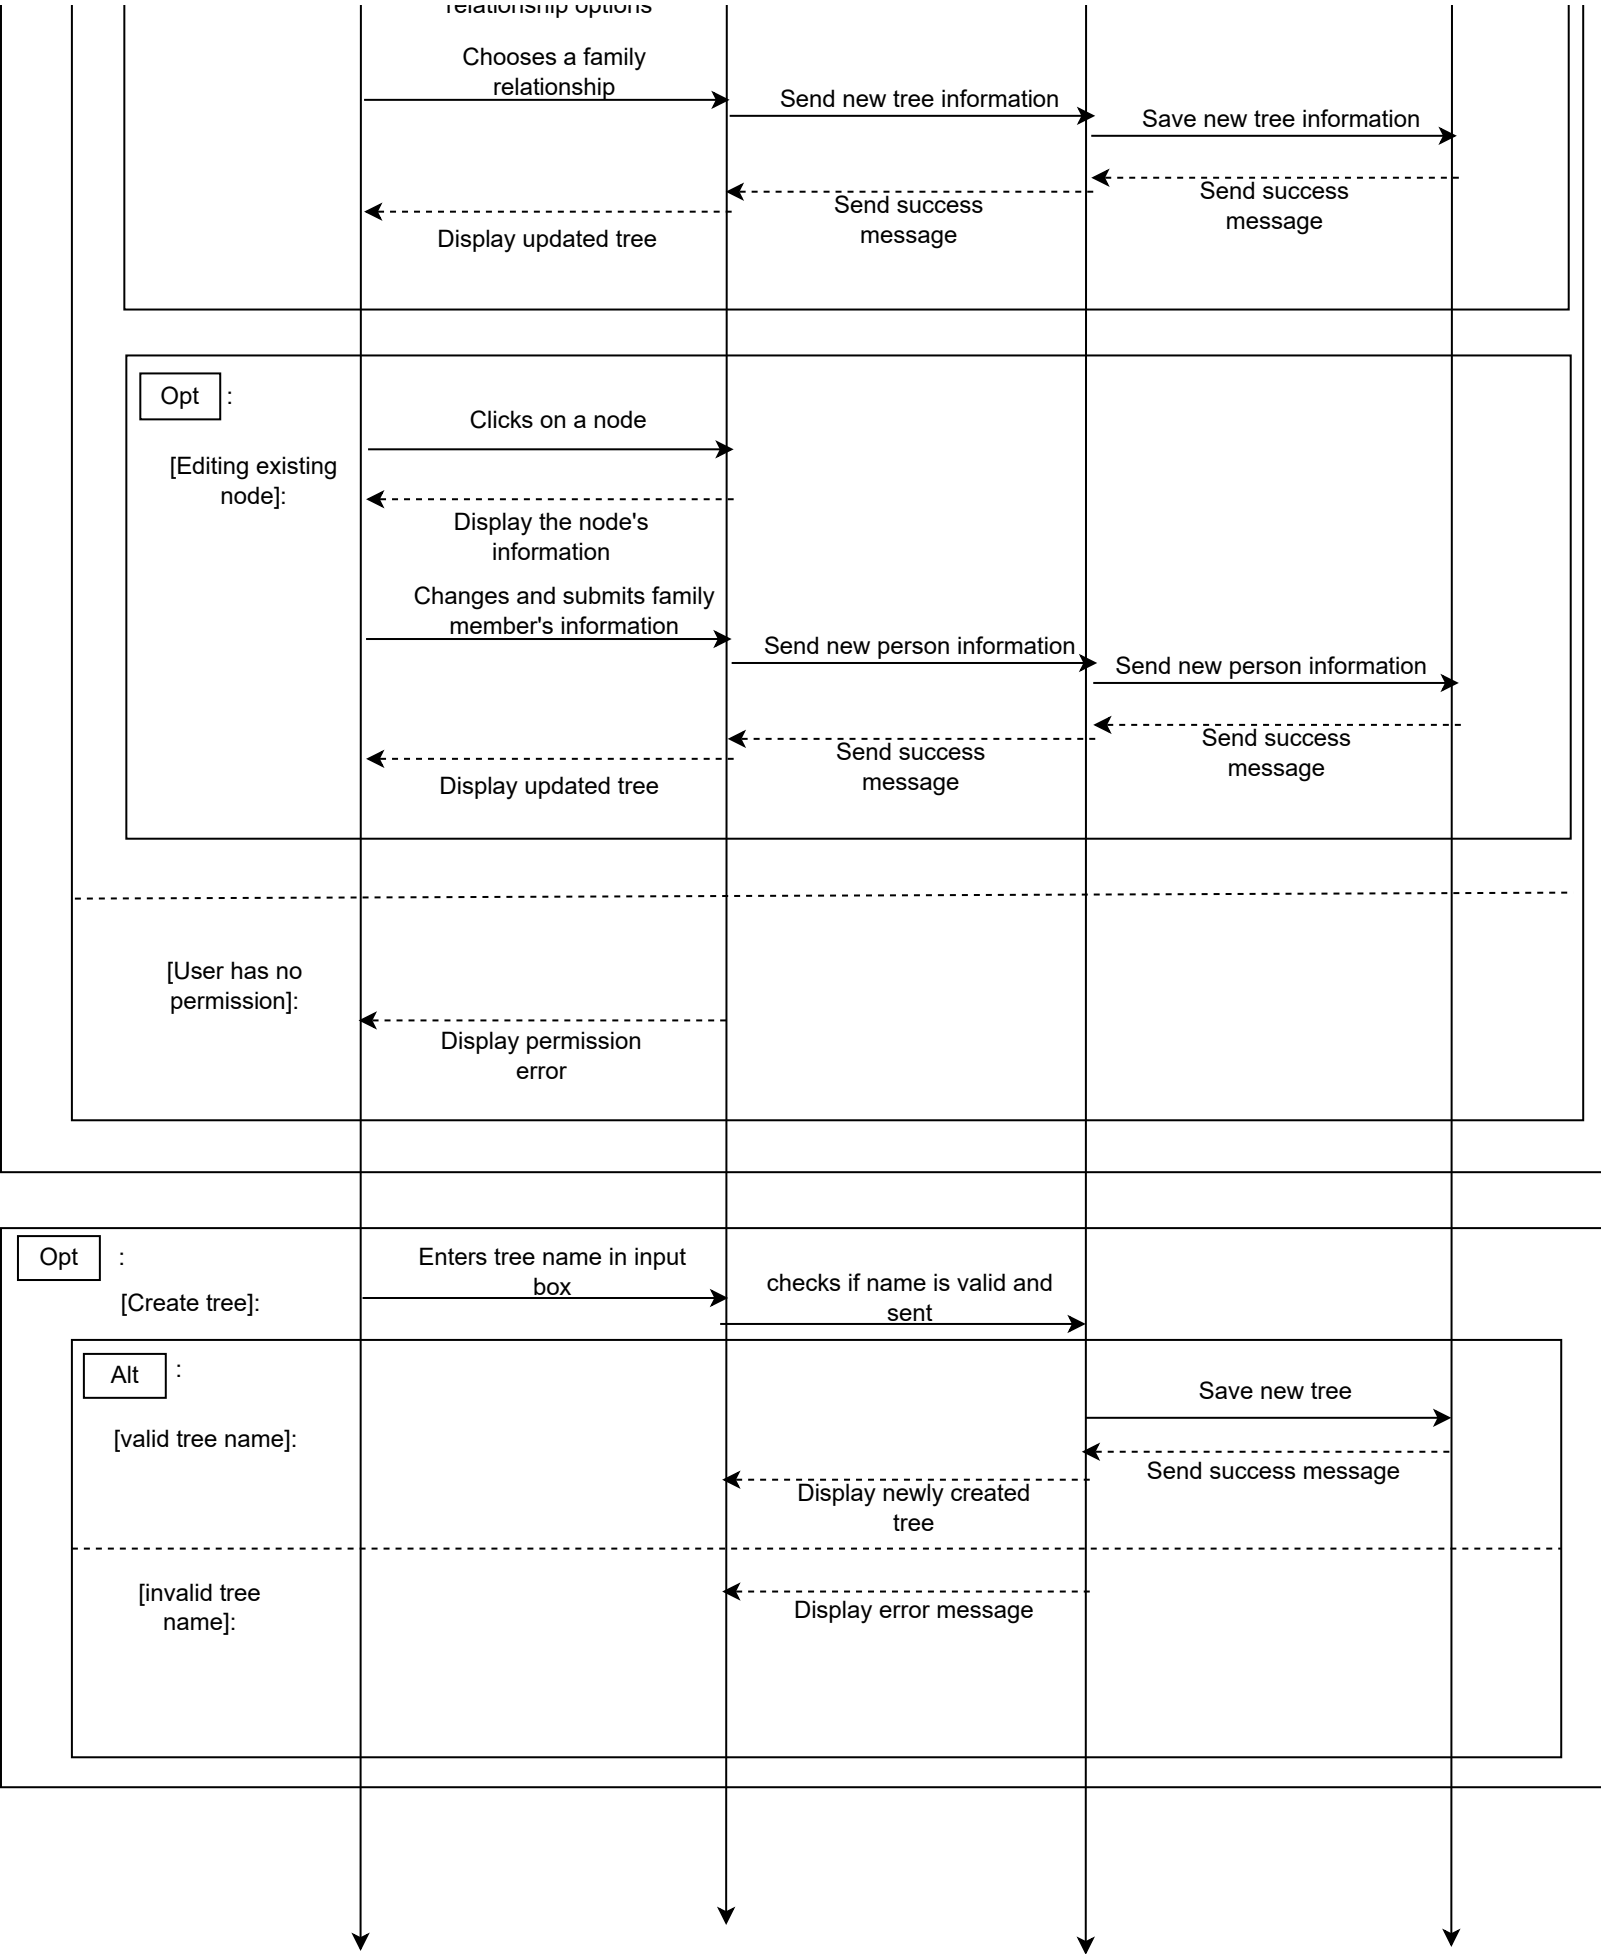 relationship options
Chooses a family
relationship
Send new tree information
Save new tree information
Send success
message
Send success
message
Display updated tree
Opt :
Clicks on a node
[Editing existing
node]:
Display the node's
information
Changes and submits family
member's information
Send new person information
Send new person information
Send success
message
Send success
message
Display updated tree
[User has no
permission]:
Display permission
error
Opt :
Enters tree name in input
box
checks if name is valid and
sent
[Create tree]:
Alt :
Save new tree
[valid tree name]:
Send success message
Display newly created
tree
[invalid tree
name]:
Display error message